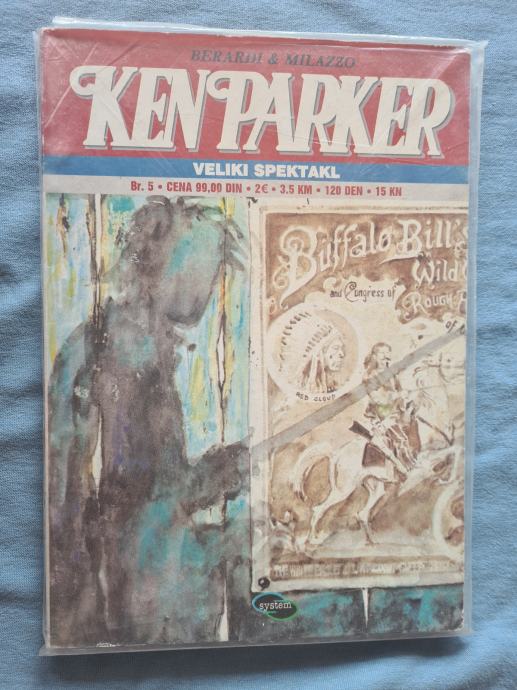 BERARDI & MILAZZO
KEN PARKER
VELIKI SPEKTAKL
Br. 5 • CENA 99,00 DIN • 2€ • 3.5 KM • 120 DEN • 15 KN
Buffalo Bill's
Wild
and Congress of
ROUGH
of
RED CLOUD
system